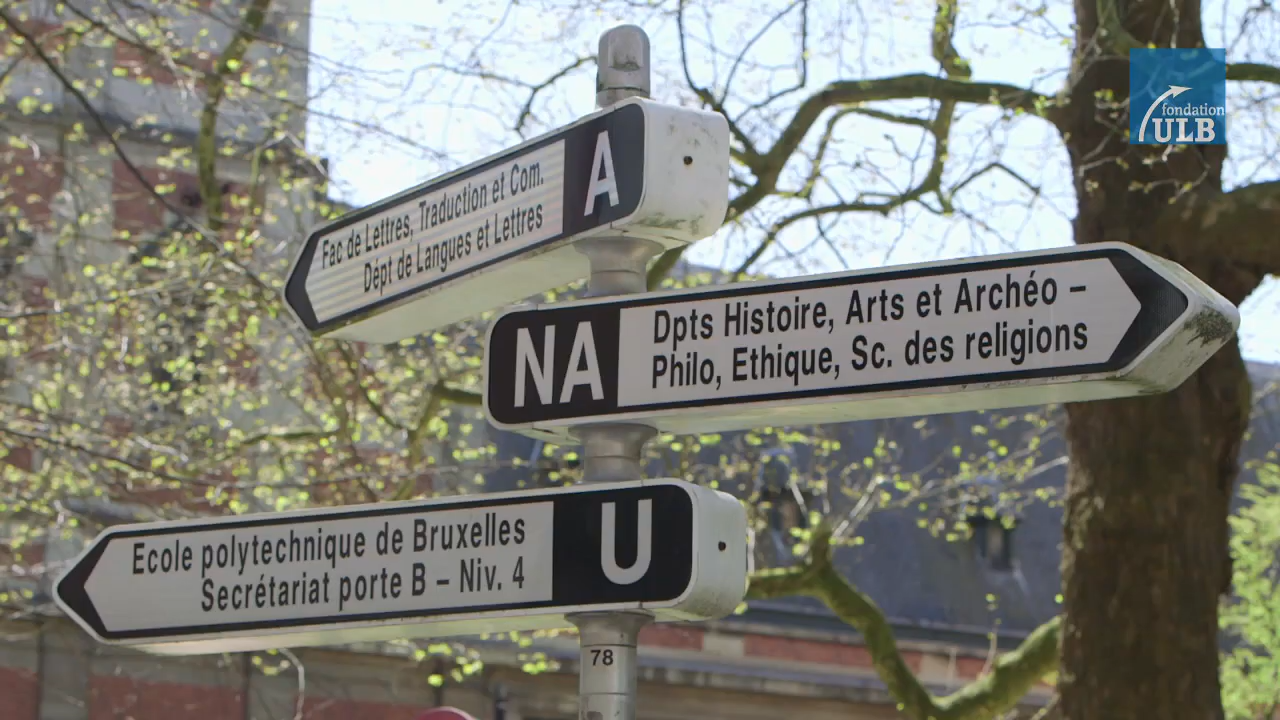 fondation
ULB
Fac de Lettres, Traduction et Com.
Dépt de Langues et Lettres
A
NA
Dpts Histoire, Arts et Archéo –
Philo, Ethique, Sc. des religions
Ecole polytechnique de Bruxelles
Secrétariat porte B – Niv. 4
U
78